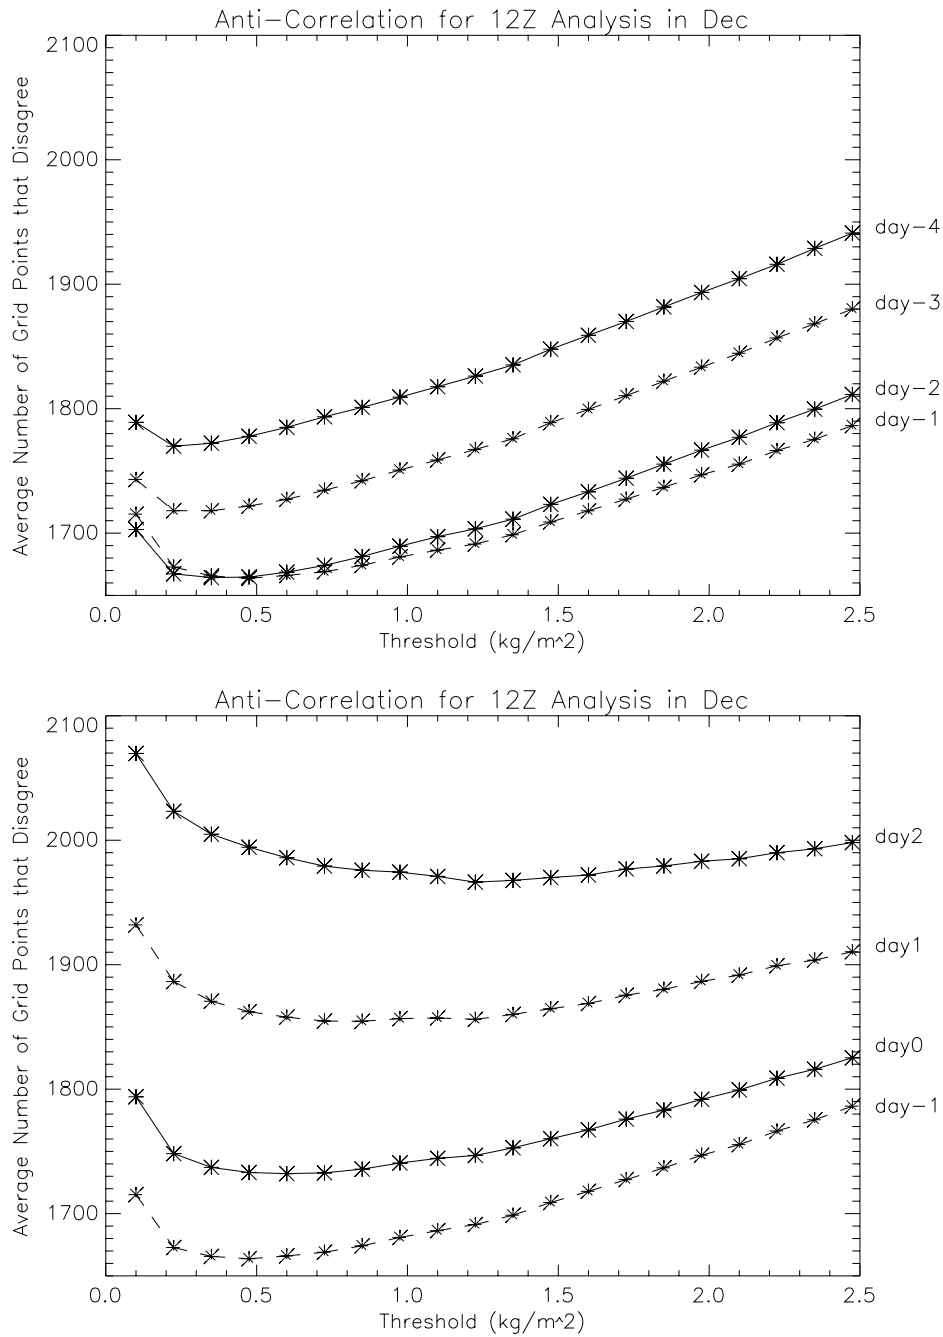 Anti-Correlation for 12Z Analysis in Dec
2100
2000
1900
1800
1700
Average Number of Grid Points that Disagree
day-4
day-3
day-2
day-1
0.0 0.5 1.0 1.5 2.0 2.5
Threshold (kg/m^2)
Anti-Correlation for 12Z Analysis in Dec
2100
2000
1900
1800
1700
Average Number of Grid Points that Disagree
day2
day1
day0
day-1
0.0 0.5 1.0 1.5 2.0 2.5
Threshold (kg/m^2)